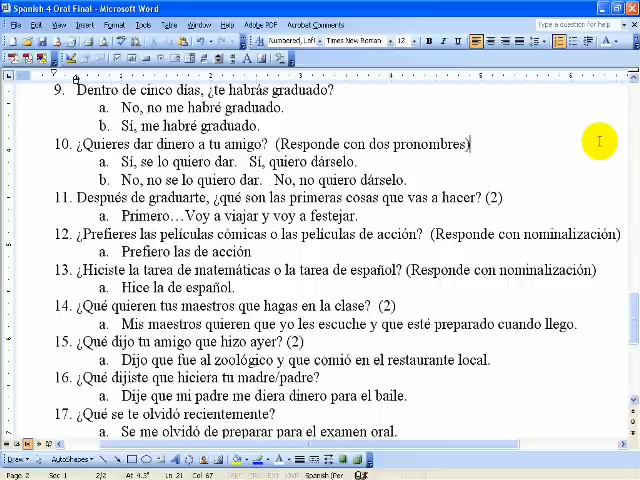 Spanish 4 Oral Final - Microsoft Word
File Edit View Insert Format Tools Table Window Help Adobe PDF Acrobat Comments
Type a question for help
Numbered, Left: Times New Roman 12 B I U
1 2 3 4 5 6
9. Dentro de cinco días, ¿te habrás graduado?
a. No, no me habré graduado.
b. Sí, me habré graduado.
10. ¿Quieres dar dinero a tu amigo? (Responde con dos pronombres)
a. Sí, se lo quiero dar. Sí, quiero dárselo.
b. No, no se lo quiero dar. No, no quiero dárselo.
11. Después de graduarte, ¿qué son las primeras cosas que vas a hacer? (2)
a. Primero…Voy a viajar y voy a festejar.
12. ¿Prefieres las películas cómicas o las películas de acción? (Responde con nominalización)
a. Prefiero las de acción
13. ¿Hiciste la tarea de matemáticas o la tarea de español? (Responde con nominalización)
a. Hice la de español.
14. ¿Qué quieren tus maestros que hagas en la clase? (2)
a. Mis maestros quieren que yo les escuche y que esté preparado cuando llego.
15. ¿Qué dijo tu amigo que hizo ayer? (2)
a. Dijo que fue al zoológico y que comió en el restaurante local.
16. ¿Qué dijiste que hiciera tu madre/padre?
a. Dije que mi padre me diera dinero para el baile.
17. ¿Qué se te olvidó recientemente?
a. Se me olvidó de preparar para el examen oral.
Draw AutoShapes
Page 2 Sec 1 2/2 At 4.3" Ln 21 Col 67 REC TRK EXT OVR Spanish (Per